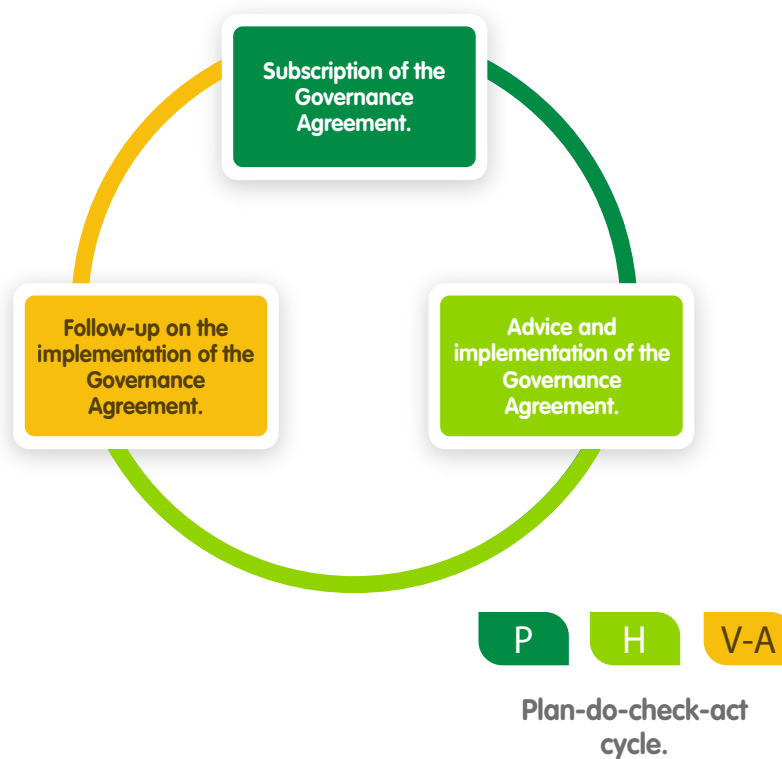 Subscription of the
Governance
Agreement.
Follow-up on the
implementation of the
Governance
Agreement.
Advice and
implementation of the
Governance
Agreement.
P H V-A
Plan-do-check-act
cycle.